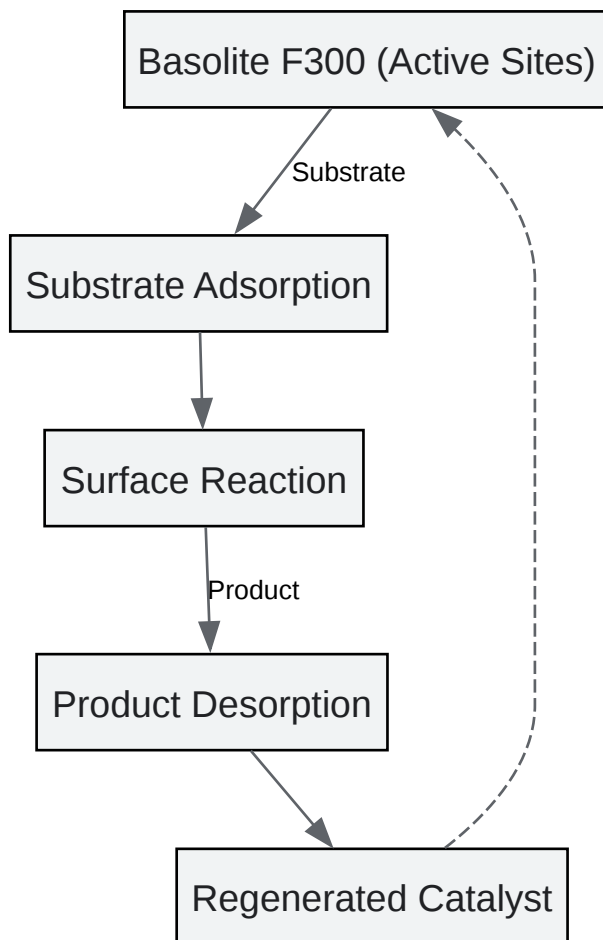 Basolite F300 (Active Sites)
Substrate
Substrate Adsorption
Surface Reaction
Product
Product Desorption
Regenerated Catalyst